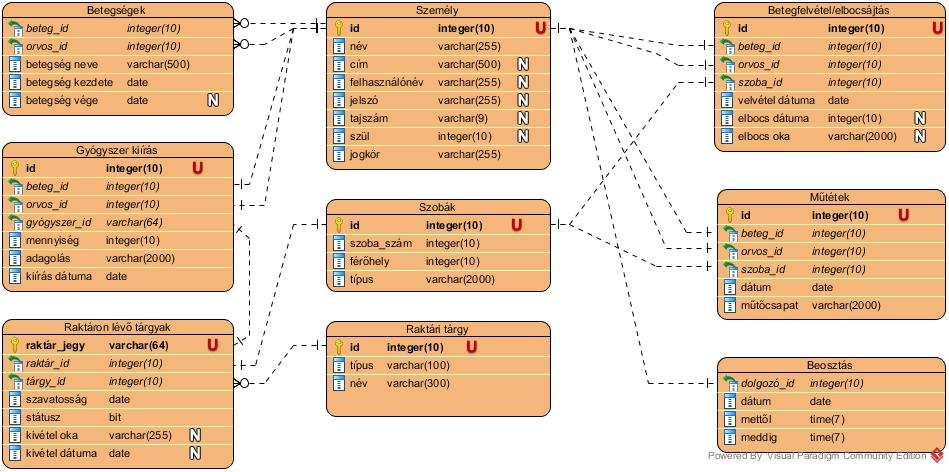 Betegségek
beteg_id integer(10)
orvos_id integer(10)
betegség neve varchar(500)
betegség kezdete date
betegség vége date N
Gyógyszer kiírás
id integer(10) U
beteg_id integer(10)
orvos_id integer(10)
gyógyszer_id varchar(64)
mennyiség integer(10)
adagolás varchar(2000)
kiírás dátuma date
Raktáron lévő tárgyak
raktár_jegy varchar(64) U
raktár_id integer(10)
tárgy_id integer(10)
szavatosság date
státusz bit
kivétel oka varchar(255) N
kivétel dátuma date N
Személy
id integer(10) U
név varchar(255)
cím varchar(500) N
felhasználónév varchar(255) N
jelszó varchar(255) N
tajszám varchar(9) N
szül integer(10) N
jogkör varchar(255)
Szobák
id integer(10) U
szoba_szám integer(10)
férőhely integer(10)
típus varchar(2000)
Raktári tárgy
id integer(10) U
típus varchar(100)
név varchar(300)
Betegfelvétel/elbocsájtás
id integer(10) U
beteg_id integer(10)
orvos_id integer(10)
szoba_id integer(10)
velvétel dátuma date
elbocs dátuma integer(10) N
elbocs oka varchar(2000) N
Műtétek
id integer(10) U
beteg_id integer(10)
orvos_id integer(10)
szoba_id integer(10)
dátum date
műtőcsapat varchar(2000)
Beosztás
dolgozó_id integer(10)
dátum date
mettől time(7)
meddig time(7)
Powered By Visual Paradigm Community Edition